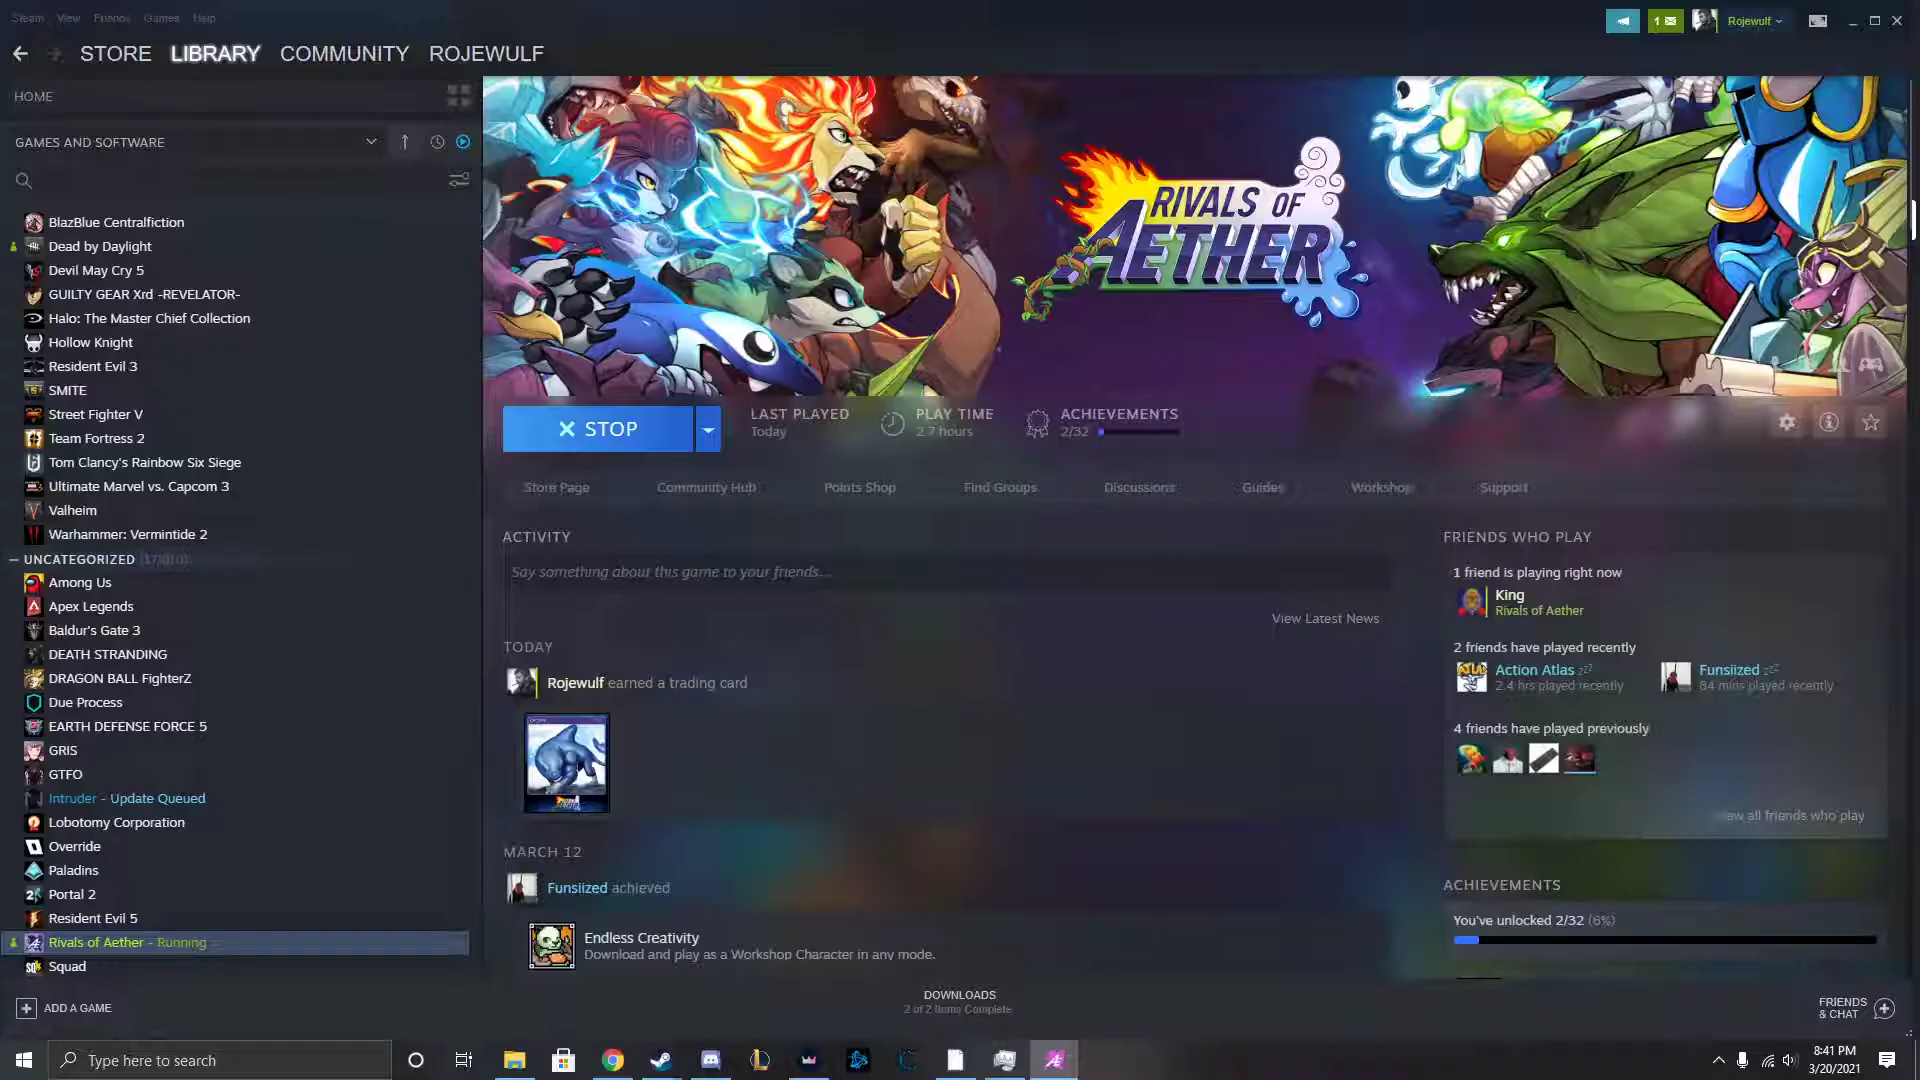 Steam View Friends Games Help
1
Rojewulf
STORE LIBRARY COMMUNITY ROJEWULF
HOME
GAMES AND SOFTWARE
BlazBlue Centralfiction
Dead by Daylight
Devil May Cry 5
GUILTY GEAR Xrd -REVELATOR-
Halo: The Master Chief Collection
Hollow Knight
Resident Evil 3
SMITE
Street Fighter V
Team Fortress 2
Tom Clancy's Rainbow Six Siege
Ultimate Marvel vs. Capcom 3
Valheim
Warhammer: Vermintide 2
UNCATEGORIZED
Among Us
Apex Legends
Baldur's Gate 3
DEATH STRANDING
DRAGON BALL FighterZ
Due Process
EARTH DEFENSE FORCE 5
GRIS
GTFO
Intruder - Update Queued
Lobotomy Corporation
Override
Paladins
Portal 2
Resident Evil 5
Rivals of Aether - Running
Squad
ADD A GAME
RIVALS OF
AETHER
STOP
LAST PLAYED
Today
PLAY TIME
2.7 hours
ACHIEVEMENTS
2/32
Store Page Community Hub Points Shop Find Groups Discussions Guides Workshop Support
ACTIVITY
Say something about this game to your friends...
View Latest News
TODAY
Rojewulf earned a trading card
MARCH 12
Funsiized achieved
Endless Creativity
Download and play as a Workshop Character in any mode.
FRIENDS WHO PLAY
1 friend is playing right now
King
Rivals of Aether
2 friends have played recently
Action Atlas zzz
2.4 hrs played recently
Funsiized zzz
84 mins played recently
4 friends have played previously
View all friends who play
ACHIEVEMENTS
You've unlocked 2/32 (6%)
DOWNLOADS
2 of 2 Items Complete
FRIENDS
& CHAT
Type here to search
8:41 PM
3/20/2021